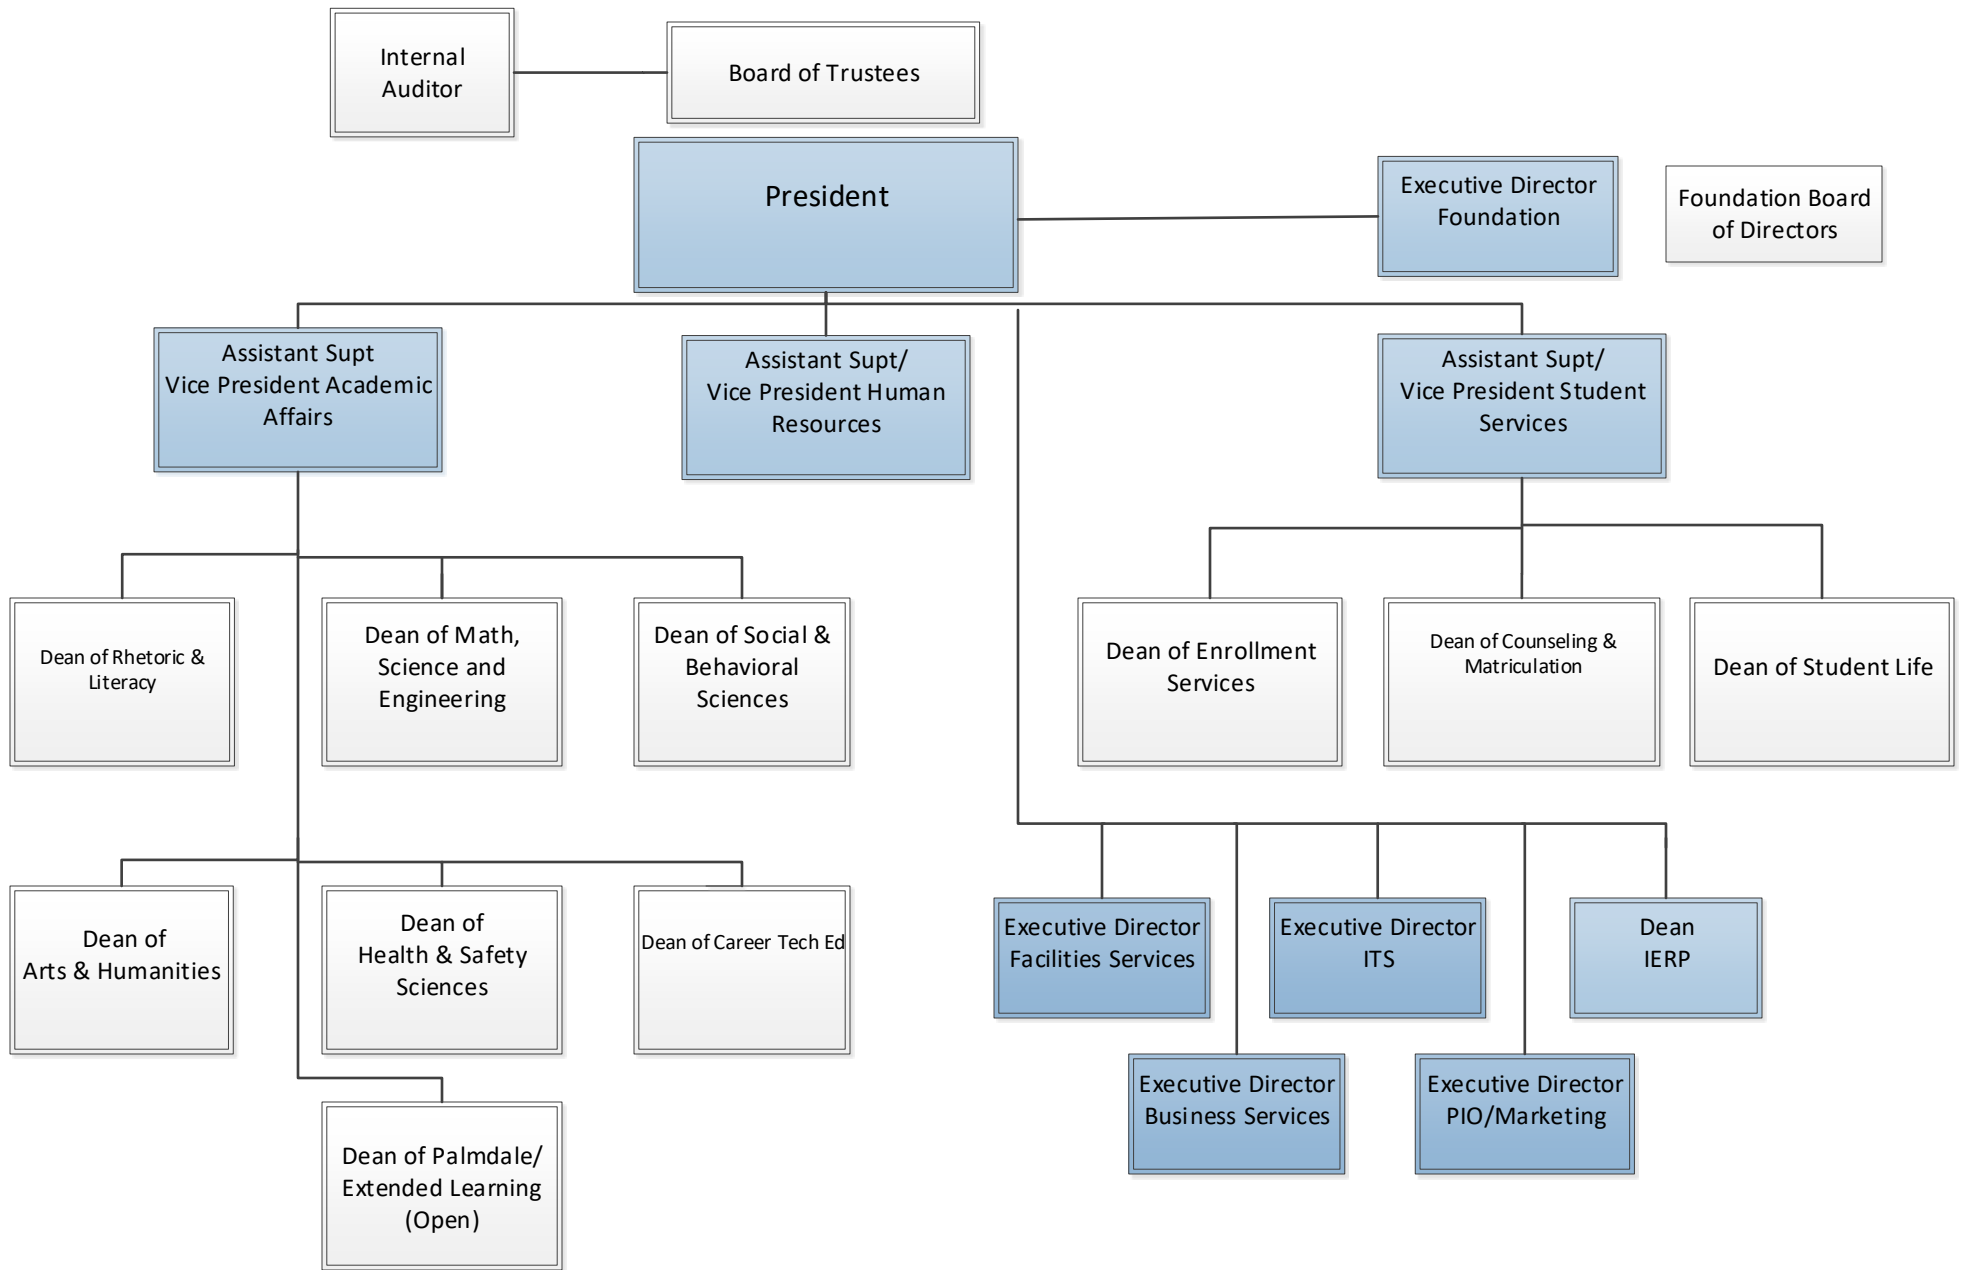 Internal
Auditor
Board of Trustees
President
Executive Director
Foundation
Foundation Board
of Directors
Assistant Supt
Vice President Academic
Affairs
Assistant Supt/
Vice President Human
Resources
Assistant Supt/
Vice President Student
Services
Dean of Rhetoric &
Literacy
Dean of Math,
Science and
Engineering
Dean of Social &
Behavioral
Sciences
Dean of Enrollment
Services
Dean of Counseling &
Matriculation
Dean of Student Life
Dean of
Arts & Humanities
Dean of
Health & Safety
Sciences
Dean of Career Tech Ed
Executive Director
Facilities Services
Executive Director
ITS
Dean
IERP
Executive Director
Business Services
Executive Director
PIO/Marketing
Dean of Palmdale/
Extended Learning
(Open)